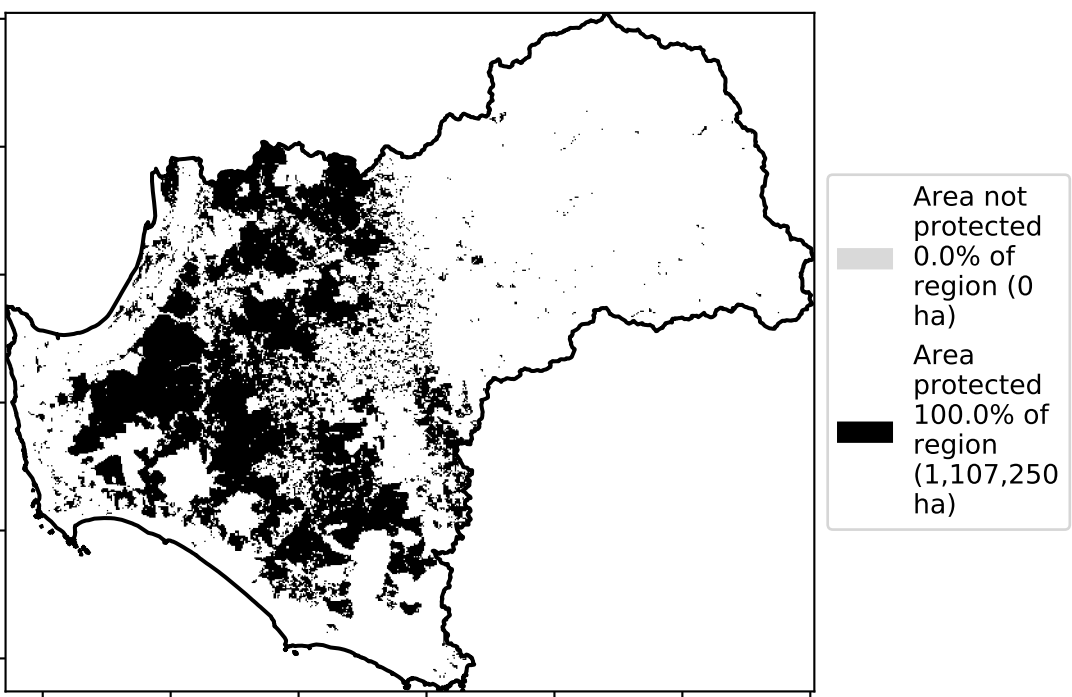 Area not
protected
0.0% of
region (0
ha)
Area
protected
100.0% of
region
(1,107,250
ha)